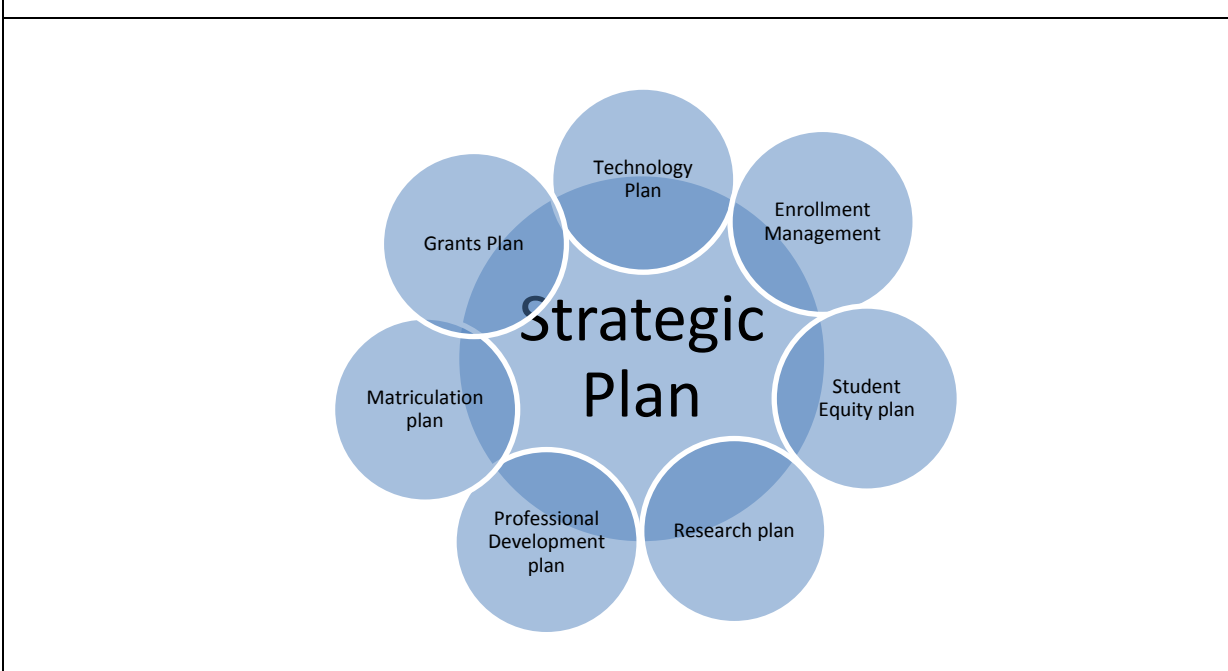 Technology
Plan
Enrollment
Management
Grants Plan
Strategic
Plan
Student
Equity plan
Matriculation
plan
Research plan
Professional
Development
plan